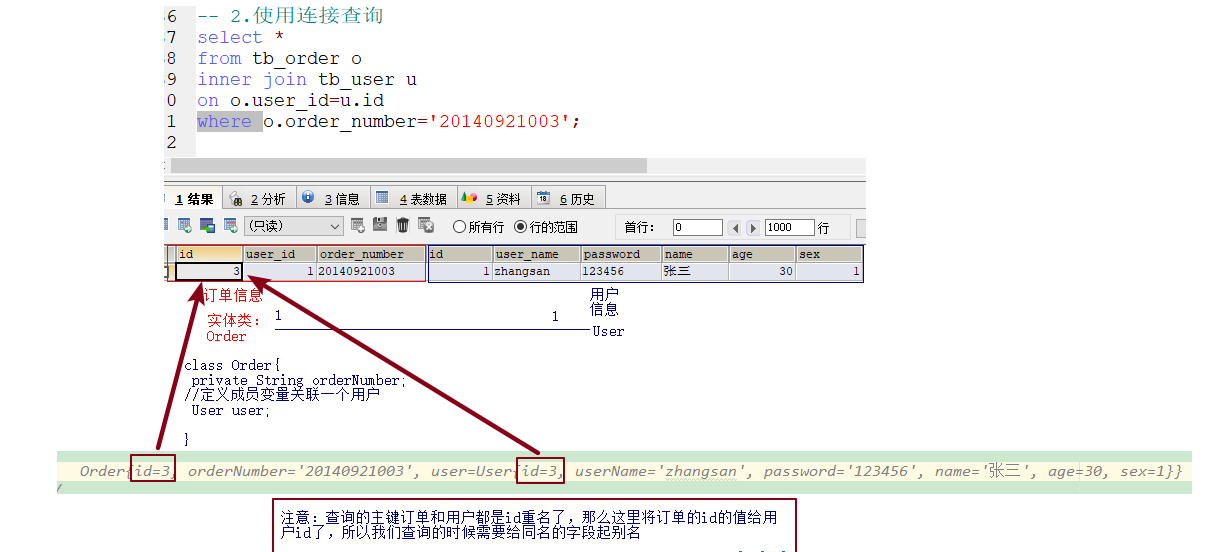 6 -- 2.使用连接查询
7 select *
8 from tb_order o
9 inner join tb_user u
0 on o.user_id=u.id
1 where o.order_number='20140921003';
2
1 结果 2 分析 3 信息 4 表数据 5 资料 6 历史
(只读) 所有行 行的范围 首行: 0 1000 行
id user_id order_number id user_name password name age sex
3 1 20140921003 1 zhangsan 123456 张三 30 1
订单信息 用户
信息
实体类: 1 1
Order User
class Order{
private String orderNumber;
//定义成员变量关联一个用户
User user;
}
Order{id=3, orderNumber='20140921003', user=User{id=3, userName='zhangsan', password='123456', name='张三', age=30, sex=1}}
注意: 查询的主键订单和用户都是id重名了，那么这里将订单的id的值给用
户id了，所以我们查询的时候需要给同名的字段起别名